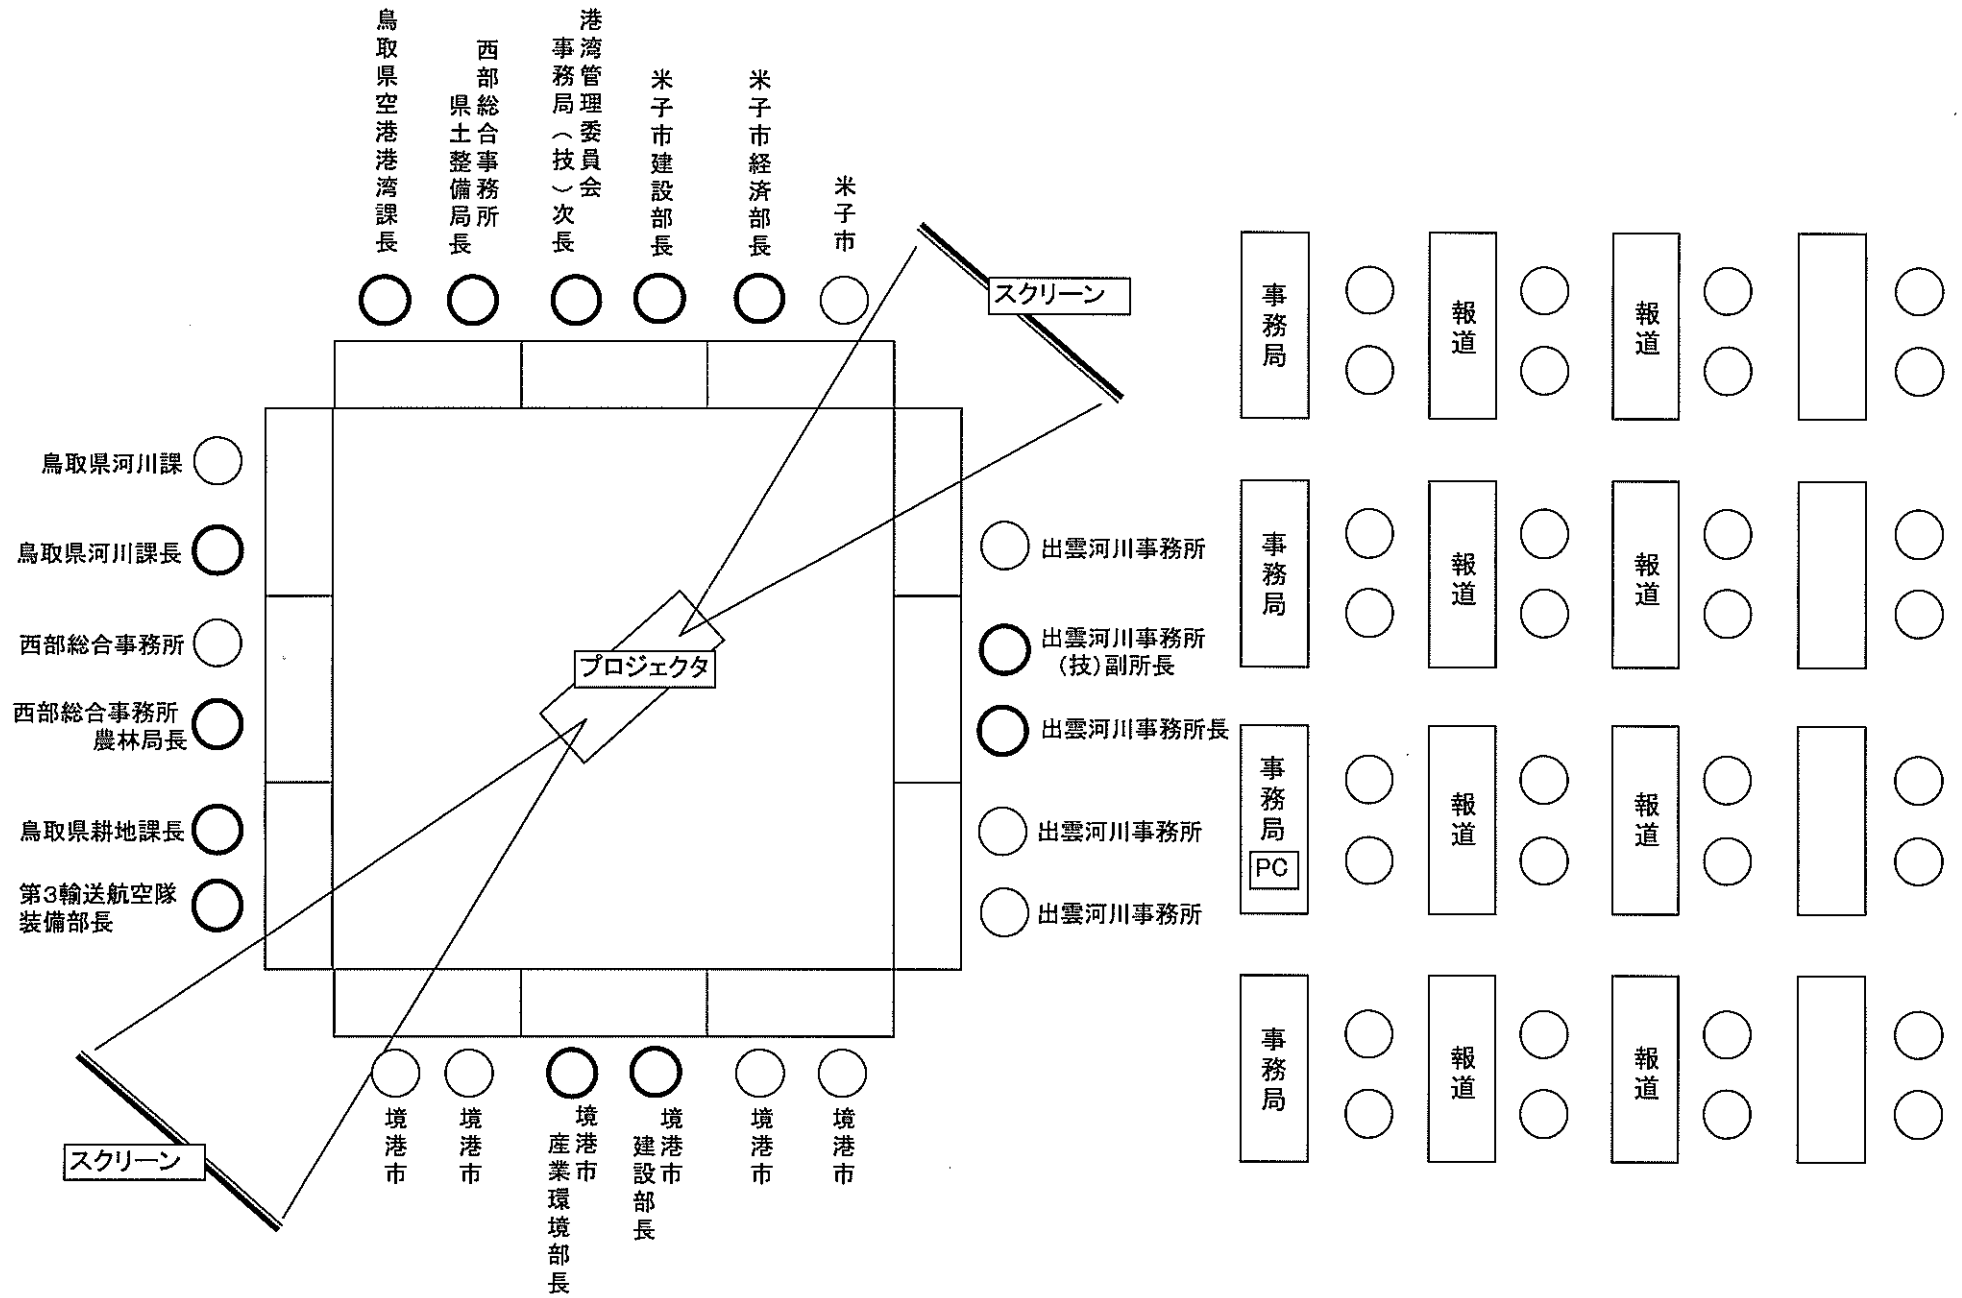 鳥取県空港港湾課長
西部総合事務所
県土整備局長
港湾管理委員会
事務局(技)次長
米子市建設部長
米子市経済部長
米子市
スクリーン
鳥取県河川課
鳥取県河川課長
西部総合事務所
西部総合事務所
農林局長
鳥取県耕地課長
第3輸送航空隊
装備部長
プロジェクタ
出雲河川事務所
出雲河川事務所
(技)副所長
出雲河川事務所長
出雲河川事務所
出雲河川事務所
スクリーン
境港市
境港市
境港市
産業環境部長
境港市
建設部長
境港市
境港市
事務局
報道
報道
事務局
報道
報道
事務局
PC
報道
報道
事務局
報道
報道